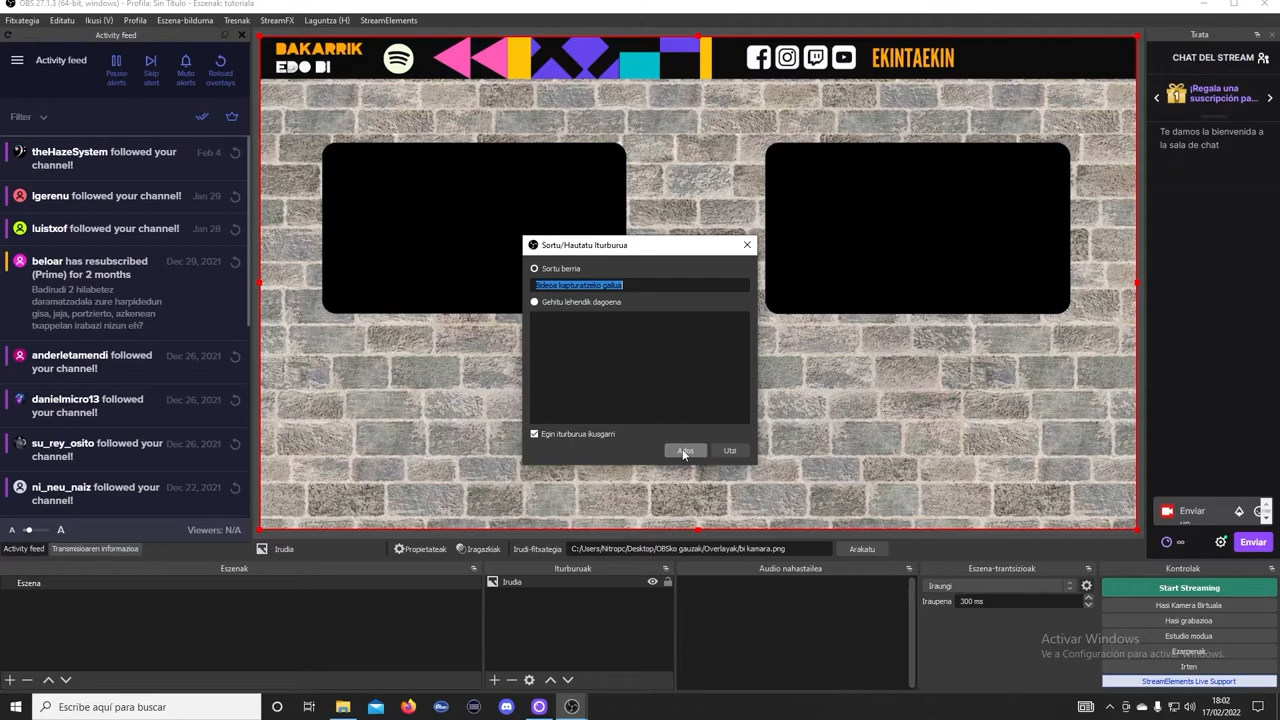 OBS 27.1.3 (64-bit, windows) - Profila: Sin Título - Eszenak: tutoriala
Fitxategia Editatu Ikusi (V) Profila Eszena-bilduma Tresnak StreamFX Laguntza (H) StreamElements
Activity feed
Activity feed
Pause alerts
Skip alert
Mute alerts
Reload overlays
Filter
theHazeSystem followed your channel! Feb 4
lgerenu followed your channel! Jan 29
luistxo! followed your channel! Jan 28
beloar has resubscribed (Prime) for 2 months Dec 29, 2021
Badirudi 2 hilabetez
daramatzadala zure harpidedun
gisa, jaja, portzierto, azkenean
txapelgn irabazi nizun eh?
anderletamendi followed your channel! Dec 26, 2021
danielmicro13 followed your channel! Dec 26, 2021
su_rey_osito followed your channel! Dec 26, 2021
ni_neu_naiz followed your channel! Dec 22, 2021
A A Viewers: N/A
Activity feed Transmisioaren informazioa
BAKARRIK
EDO BI
EKINTAEKIN
Sortu/Hautatu Iturburua
Sortu berria
Bideoa kapturatzeko gailua
Gehitu lehendik dagoena
Egin iturburua ikusgarri
Ados Utzi
Txata
CHAT DEL STREAM
¡Regala una
suscripción pa...
Te damos la bienvenida a
la sala de chat
Enviar
Enviar
Irudia Propietateak Iragazkiak Irudi-fitxategia C:/Users/Nitropc/Desktop/OBSko gauzak/Overlayak/bi kamara.png Arakatu
Eszenak Iturburuak Audio nahastailea Eszena-trantsizioak Kontrolak
Eszena
Irudia
Iraungi
Iraupena 300 ms
Start Streaming
Hasi Kamera Birtuala
Hasi grabazioa
Estudio modua
Ezarpenak
Irten
StreamElements Live Support
Activar Windows
Ve a Configuración para activar Windows.
Escribe aquí para buscar
18:02
17/02/2022